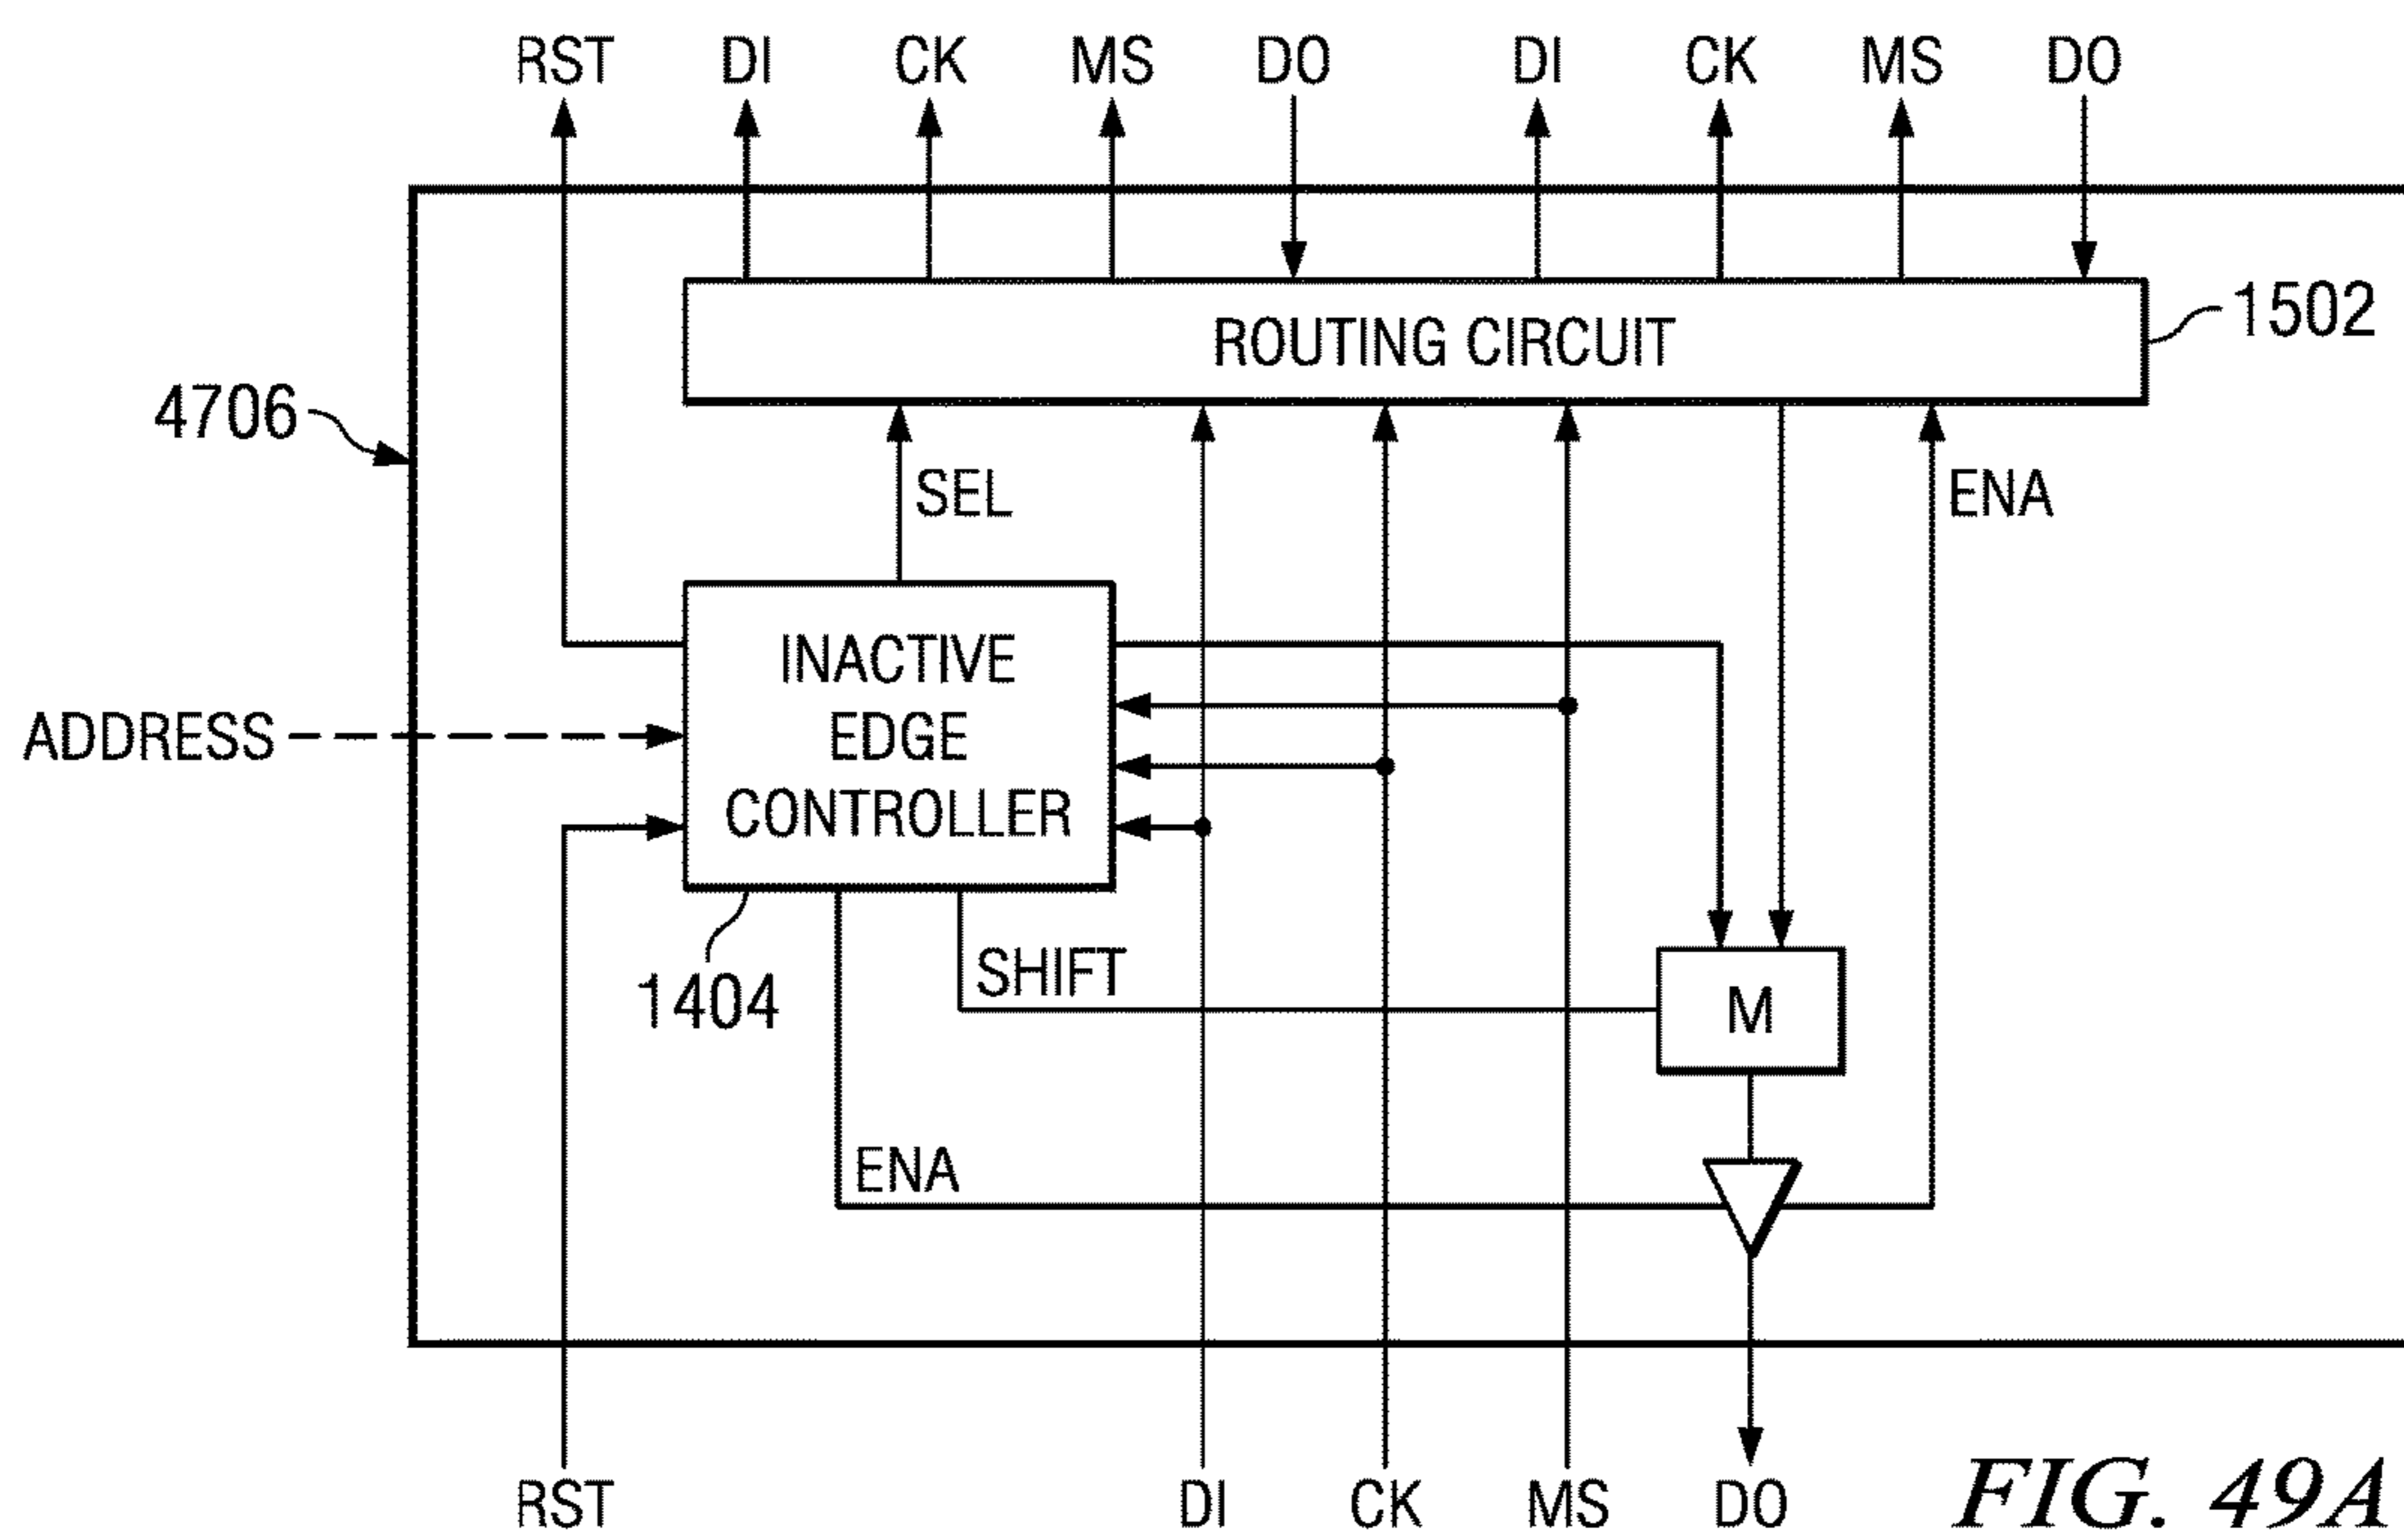 RST DI CK MS DO DI CK MS DO
1502
ROUTING CIRCUIT
4706
SEL
ENA
INACTIVE
EDGE
CONTROLLER
ADDRESS
1404
SHIFT
M
ENA
RST DI CK MS DO
FIG. 49A